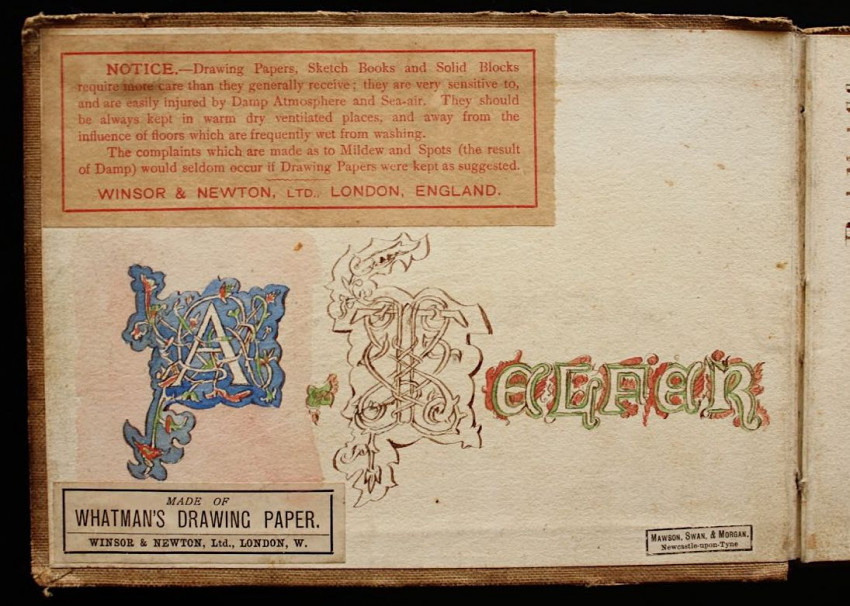 NOTICE.—Drawing Papers, Sketch Books and Solid Blocks
require more care than they generally receive; they are very sensitive to,
and are easily injured by Damp Atmosphere and Sea-air. They should
be always kept in warm dry ventilated places, and away from the
influence of floors which are frequently wet from washing.
The complaints which are made as to Mildew and Spots (the result
of Damp) would seldom occur if Drawing Papers were kept as suggested.
WINSOR & NEWTON, LTD., LONDON, ENGLAND.
A
MADE OF
WHATMAN'S DRAWING PAPER.
WINSOR & NEWTON, Ltd., LONDON, W.
MAWSON, SWAN, & MORGAN,
Newcastle-upon-Tyne